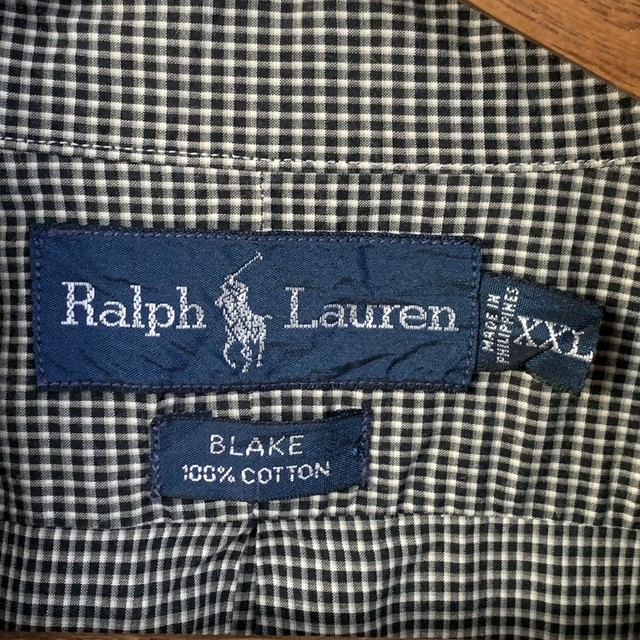 Ralph Lauren
MADE IN
PHILIPPINES
XXL
BLAKE
100% COTTON